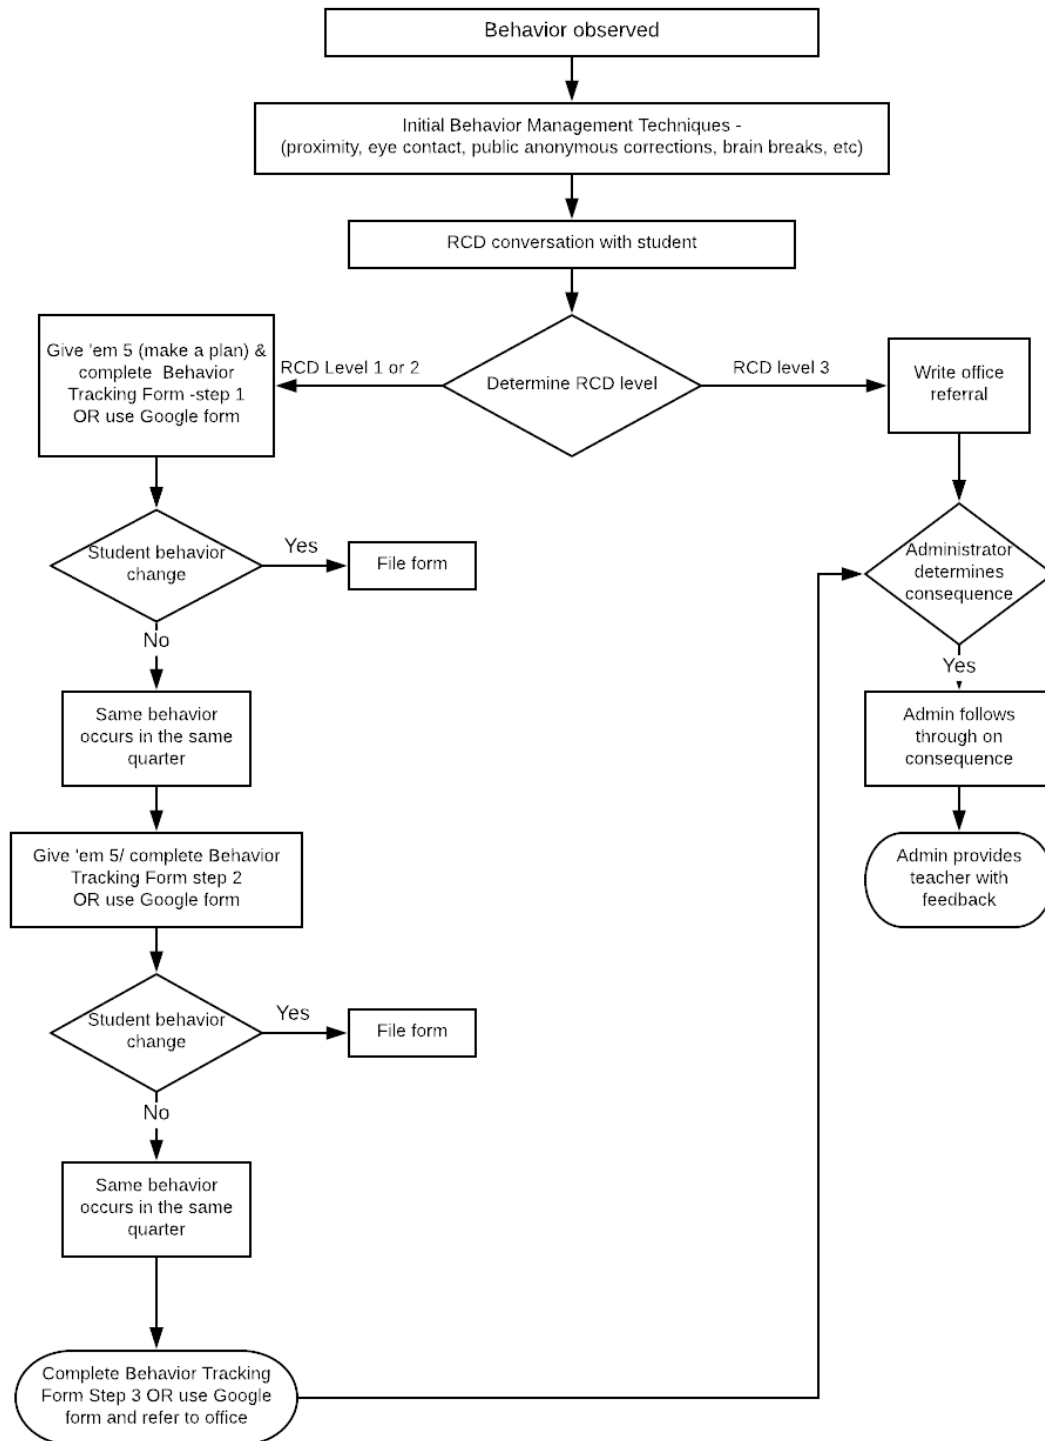 Behavior observed
Initial Behavior Management Techniques -
(proximity, eye contact, public anonymous corrections, brain breaks, etc)
RCD conversation with student
Determine RCD level
RCD Level 1 or 2
RCD level 3
Give 'em 5 (make a plan) &
complete Behavior
Tracking Form -step 1
OR use Google form
Write office
referral
Student behavior
change
Yes
File form
Administrator
determines
consequence
No
Yes
Same behavior
occurs in the same
quarter
Admin follows
through on
consequence
Give 'em 5/ complete Behavior
Tracking Form step 2
OR use Google form
Admin provides
teacher with
feedback
Student behavior
change
Yes
File form
No
Same behavior
occurs in the same
quarter
Complete Behavior Tracking
Form Step 3 OR use Google
form and refer to office